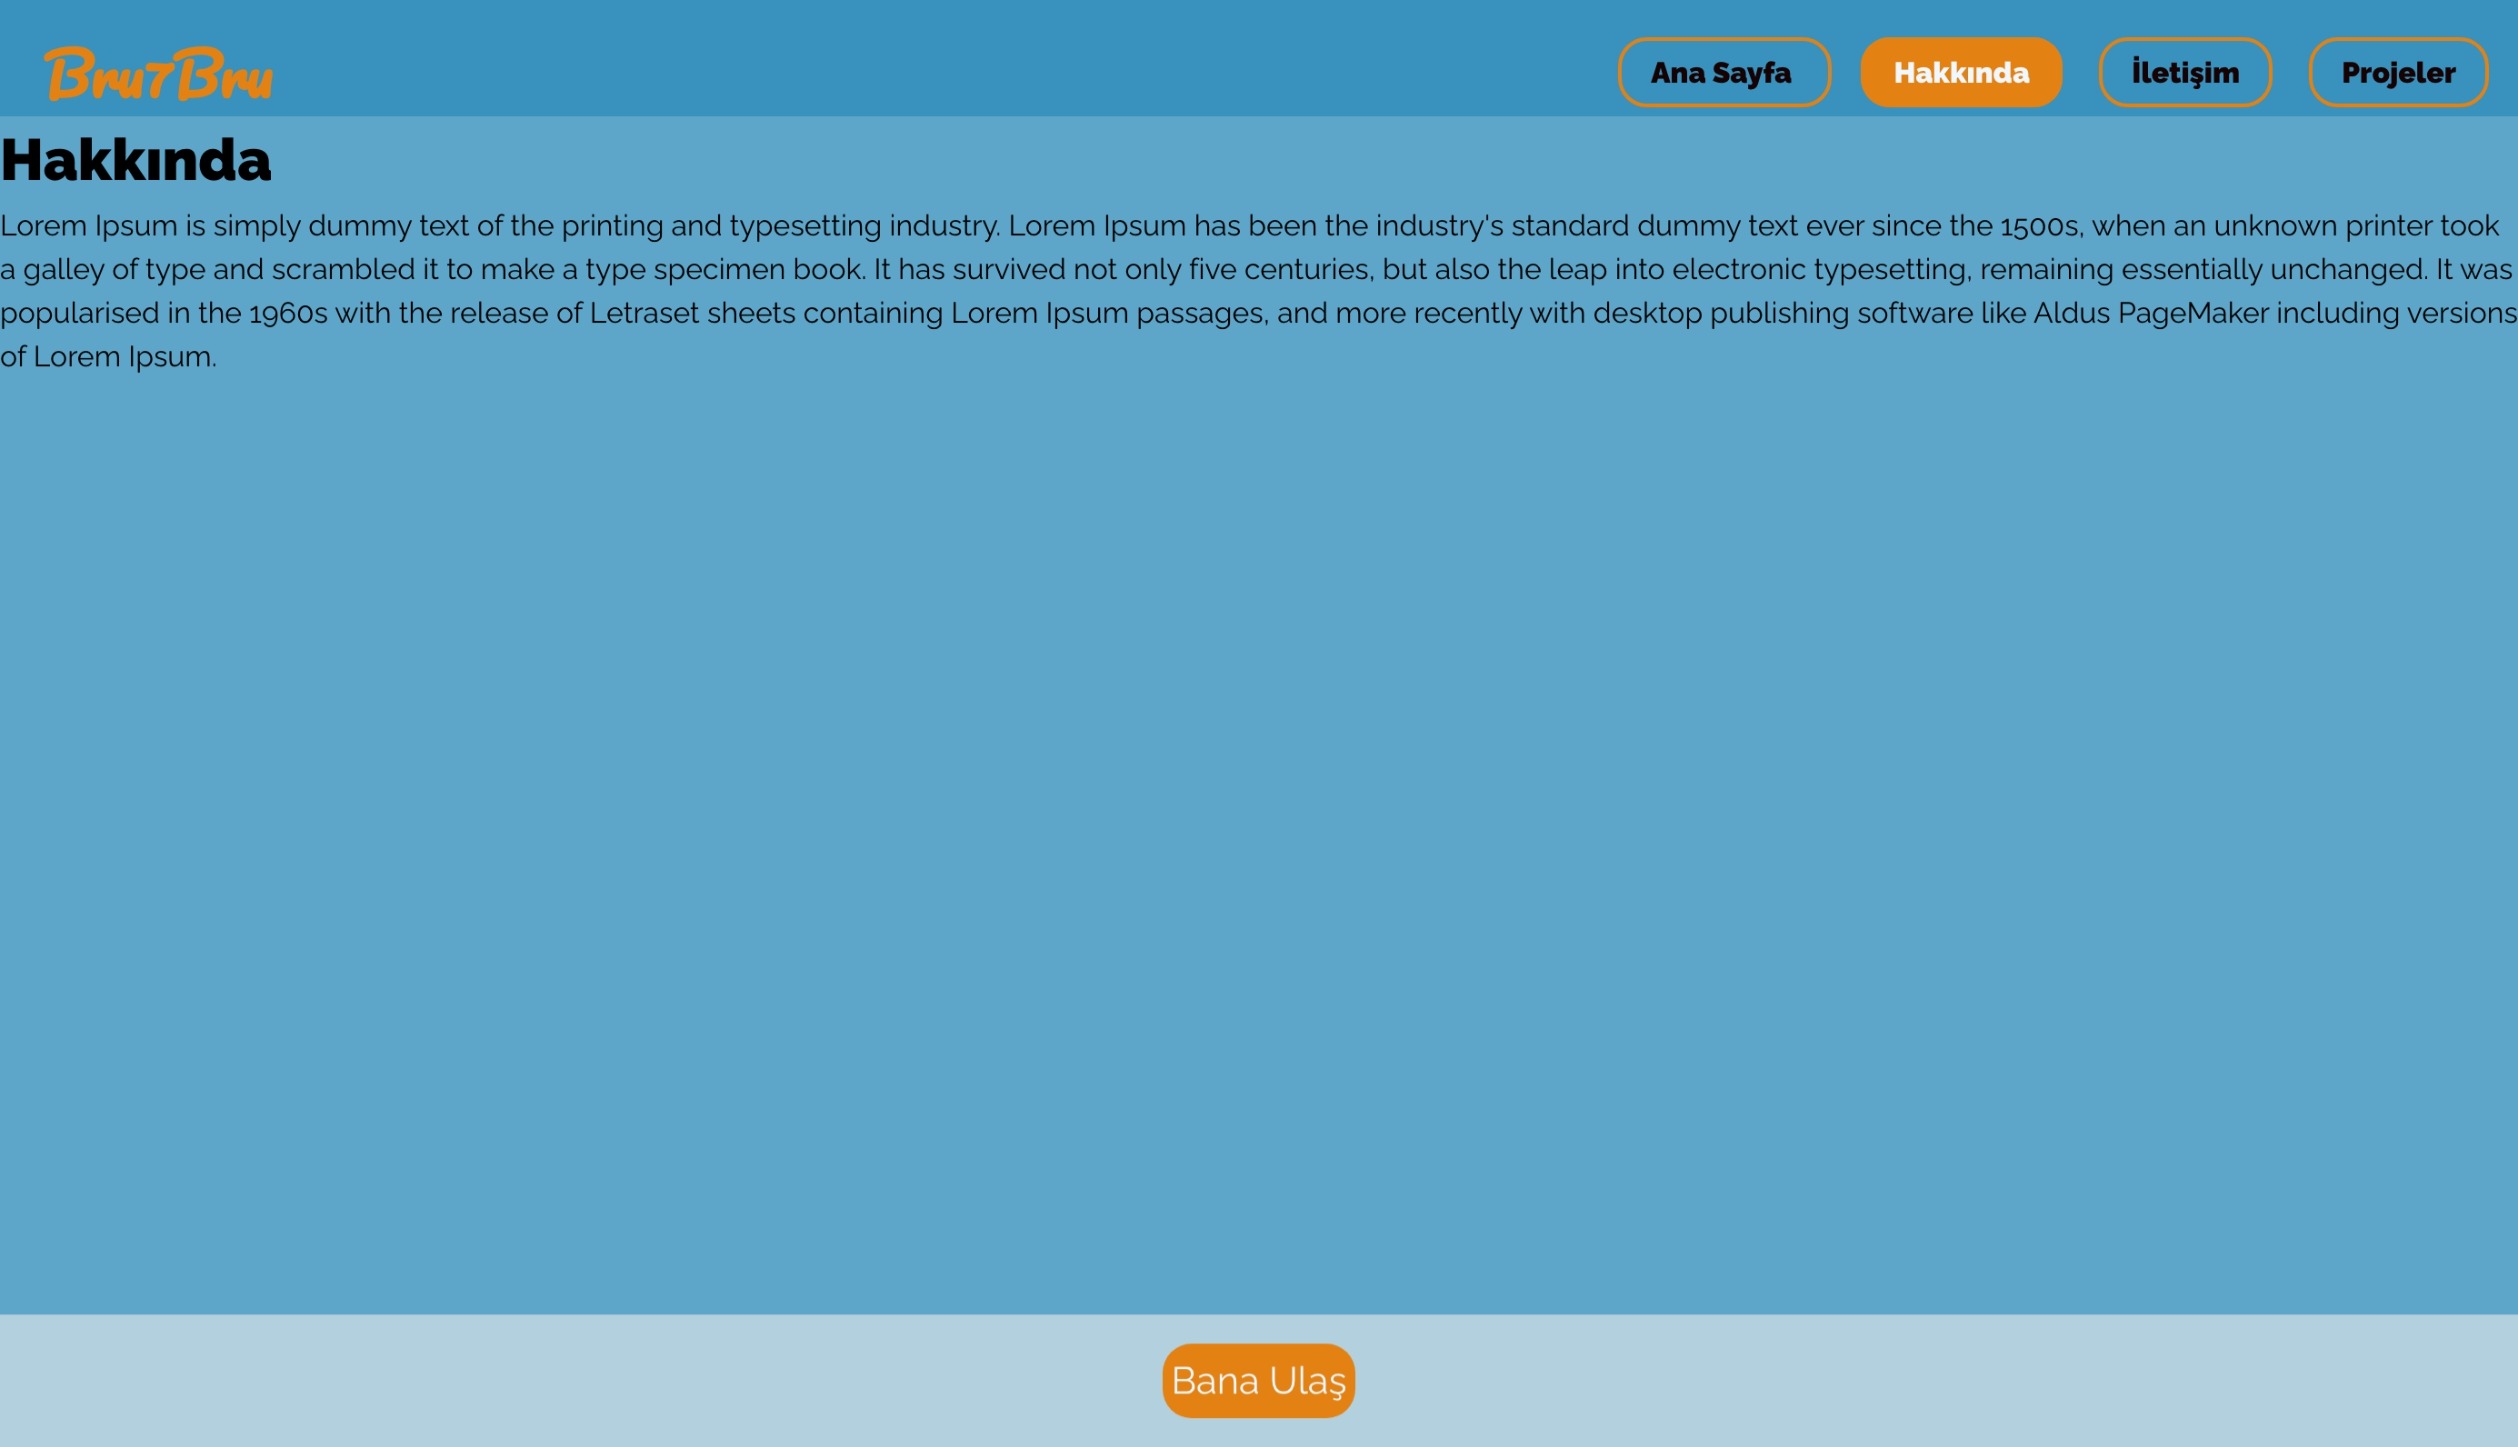 Bru7Bru
Ana Sayfa
Hakkında
İletişim
Projeler
Hakkında
Lorem Ipsum is simply dummy text of the printing and typesetting industry. Lorem Ipsum has been the industry's standard dummy text ever since the 1500s, when an unknown printer took
a galley of type and scrambled it to make a type specimen book. It has survived not only five centuries, but also the leap into electronic typesetting, remaining essentially unchanged. It was
popularised in the 1960s with the release of Letraset sheets containing Lorem Ipsum passages, and more recently with desktop publishing software like Aldus PageMaker including versions
of Lorem Ipsum.
Bana Ulaş